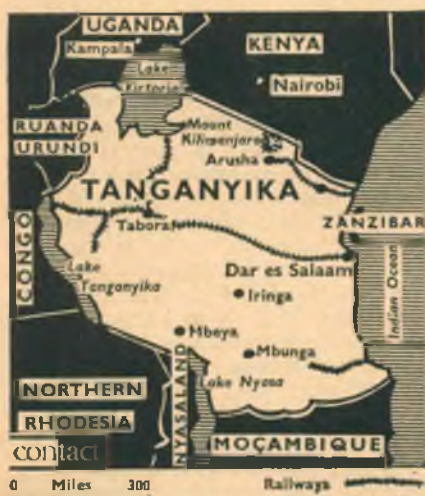 UGANDA
Kampala
KENYA
Lake
Victoria
Nairobi
RUANDA
URUNDI
Mount
Kilimanjaro
Arusha
TANGANYIKA
Tabora
ZANZIBAR
CONGO
Lake
Tanganyika
Dar es Salaam
Indian Ocean
Iringa
Mbeya
Mbunga
NYASALAND
Lake Nyasa
NORTHERN
RHODESIA
MOÇAMBIQUE
contact
0 Miles 300 Railways